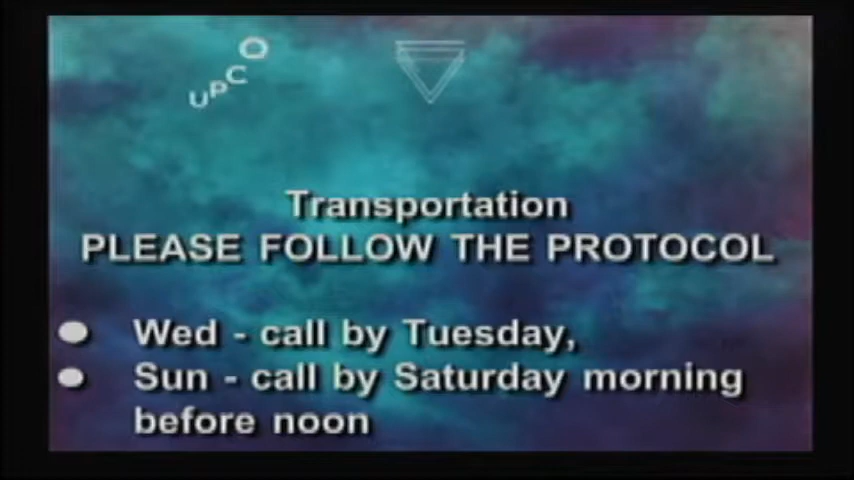 UPCO
Transportation
PLEASE FOLLOW THE PROTOCOL
● Wed - call by Tuesday,
● Sun - call by Saturday morning
before noon